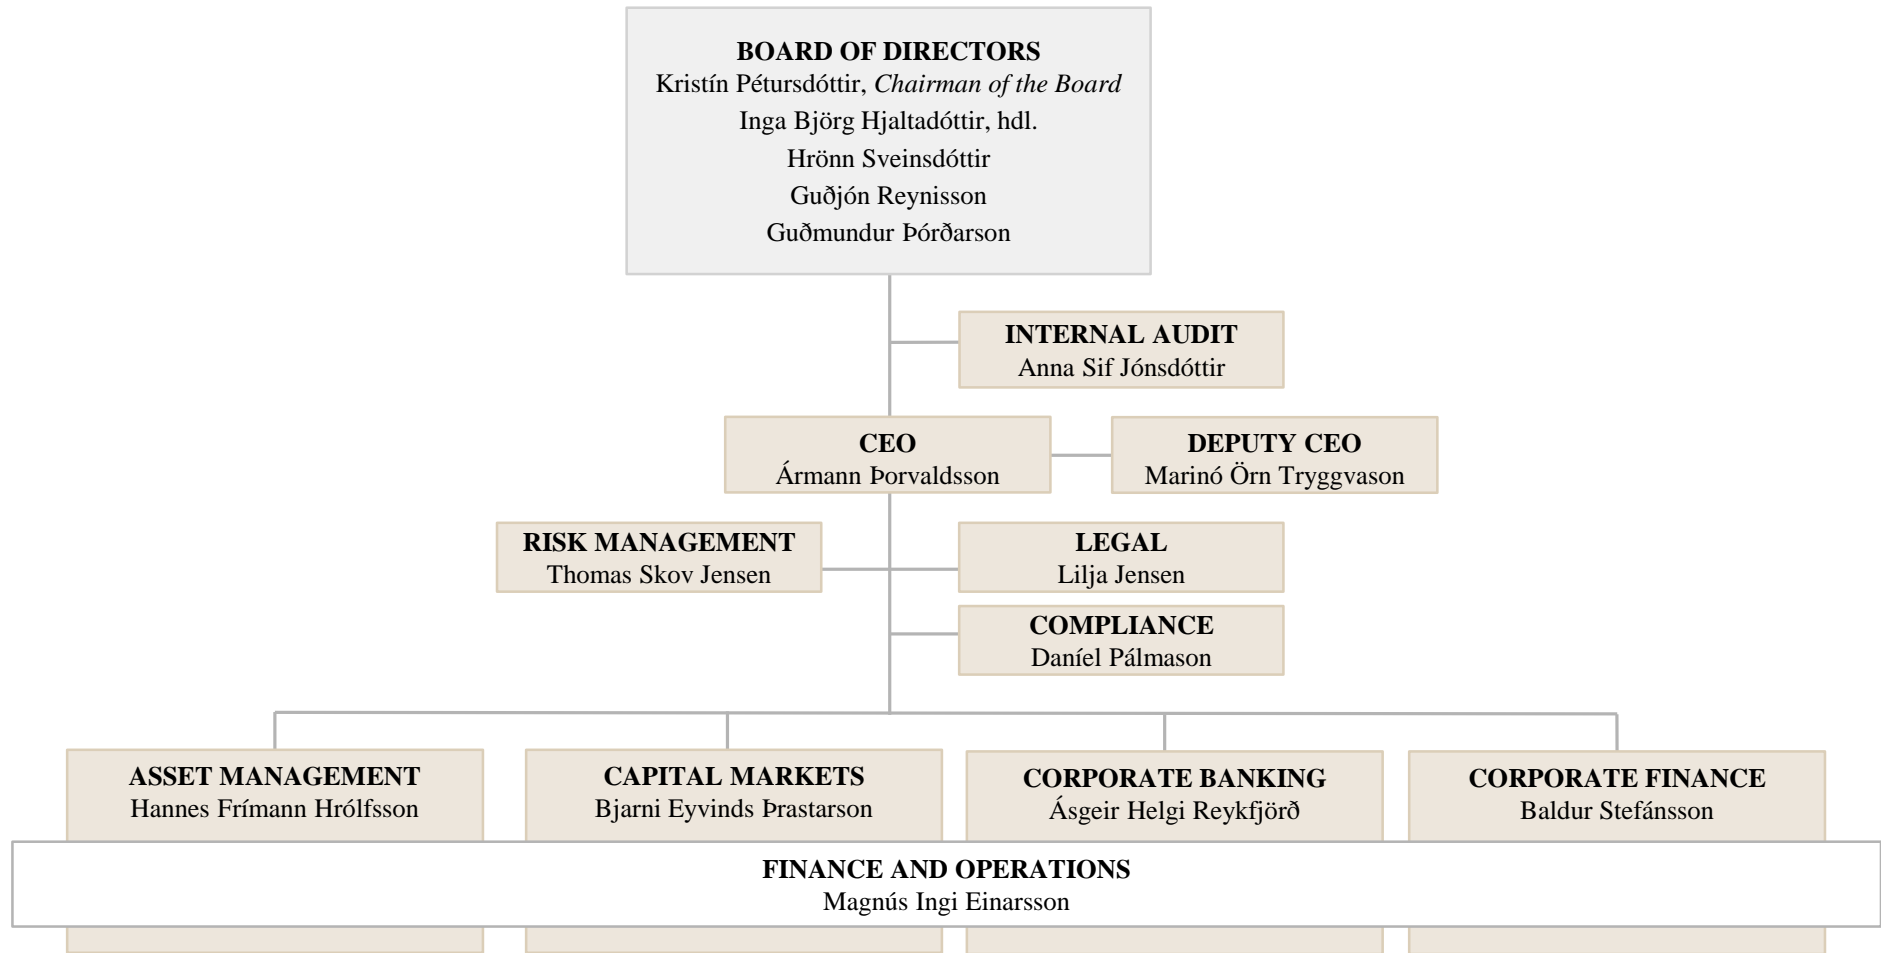 BOARD OF DIRECTORS
Kristín Pétursdóttir, Chairman of the Board
Inga Björg Hjaltadóttir, hdl.
Hrönn Sveinsdóttir
Guðjón Reynisson
Guðmundur Þórðarson
INTERNAL AUDIT
Anna Sif Jónsdóttir
CEO
Ármann Þorvaldsson
DEPUTY CEO
Marinó Örn Tryggvason
RISK MANAGEMENT
Thomas Skov Jensen
LEGAL
Lilja Jensen
COMPLIANCE
Daníel Pálmason
ASSET MANAGEMENT
Hannes Frímann Hrólfsson
CAPITAL MARKETS
Bjarni Eyvinds Þrastarson
CORPORATE BANKING
Ásgeir Helgi Reykfjörð
CORPORATE FINANCE
Baldur Stefánsson
FINANCE AND OPERATIONS
Magnús Ingi Einarsson